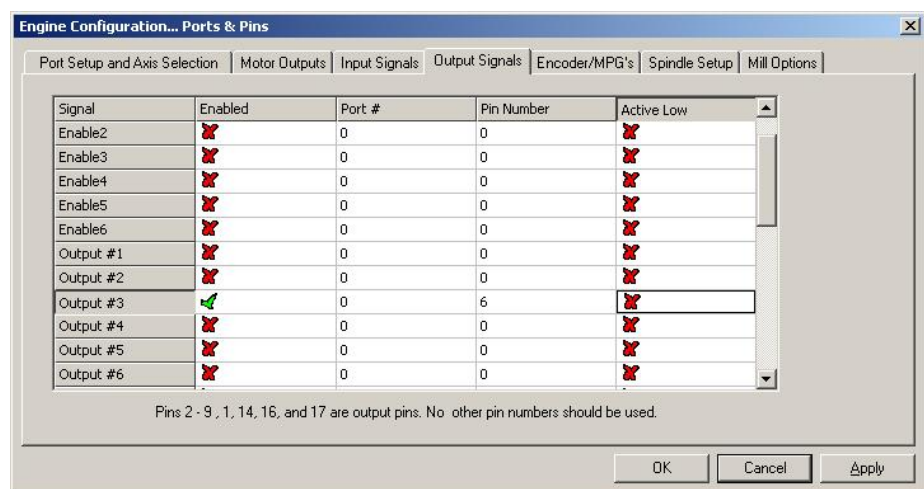 Engine Configuration... Ports & Pins
Port Setup and Axis Selection Motor Outputs Input Signals Output Signals Encoder/MPG's Spindle Setup Mill Options
Signal Enabled Port # Pin Number Active Low
Enable2 0 0
Enable3 0 0
Enable4 0 0
Enable5 0 0
Enable6 0 0
Output #1 0 0
Output #2 0 0
Output #3 0 6
Output #4 0 0
Output #5 0 0
Output #6 0 0
Pins 2 - 9 , 1, 14, 16, and 17 are output pins. No other pin numbers should be used.
OK Cancel Apply